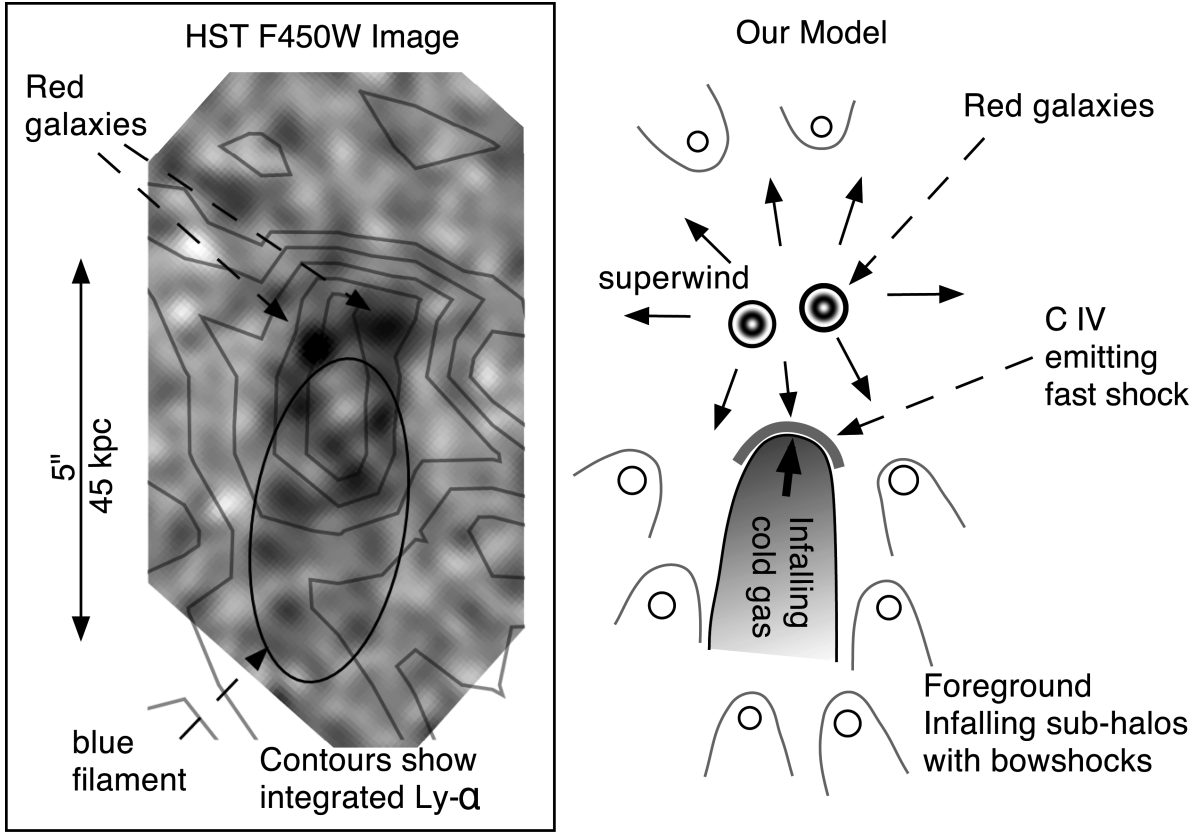 HST F450W Image
Red
galaxies
5"
45 kpc
blue
filament
Contours show
integrated Ly-α
Our Model
Red galaxies
superwind
C IV
emitting
fast shock
Infalling
cold gas
Foreground
Infalling sub-halos
with bowshocks